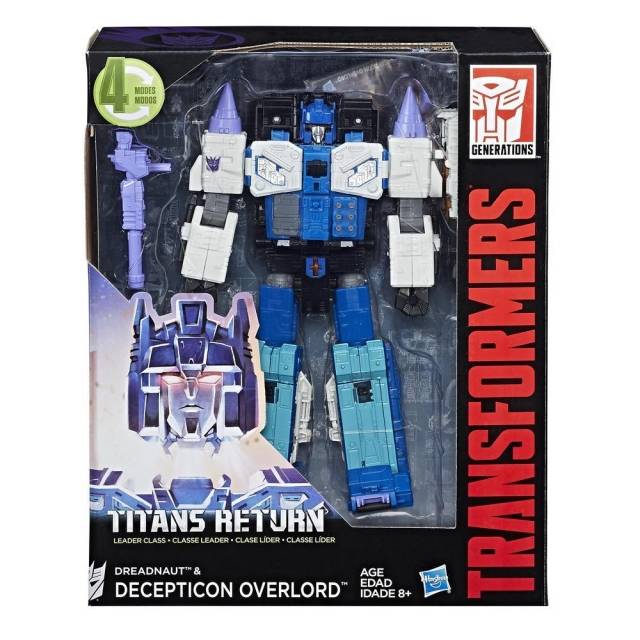 4 MODES
MODOS
TRANSFORMERS
GENERATIONS
TITANS RETURN
LEADER CLASS • CLASSE LEADER • CLASE LÍDER • CLASSE LÍDER
DREADNAUT™ &
DECEPTICON OVERLORD™
AGE
EDAD
IDADE 8+
Hasbro